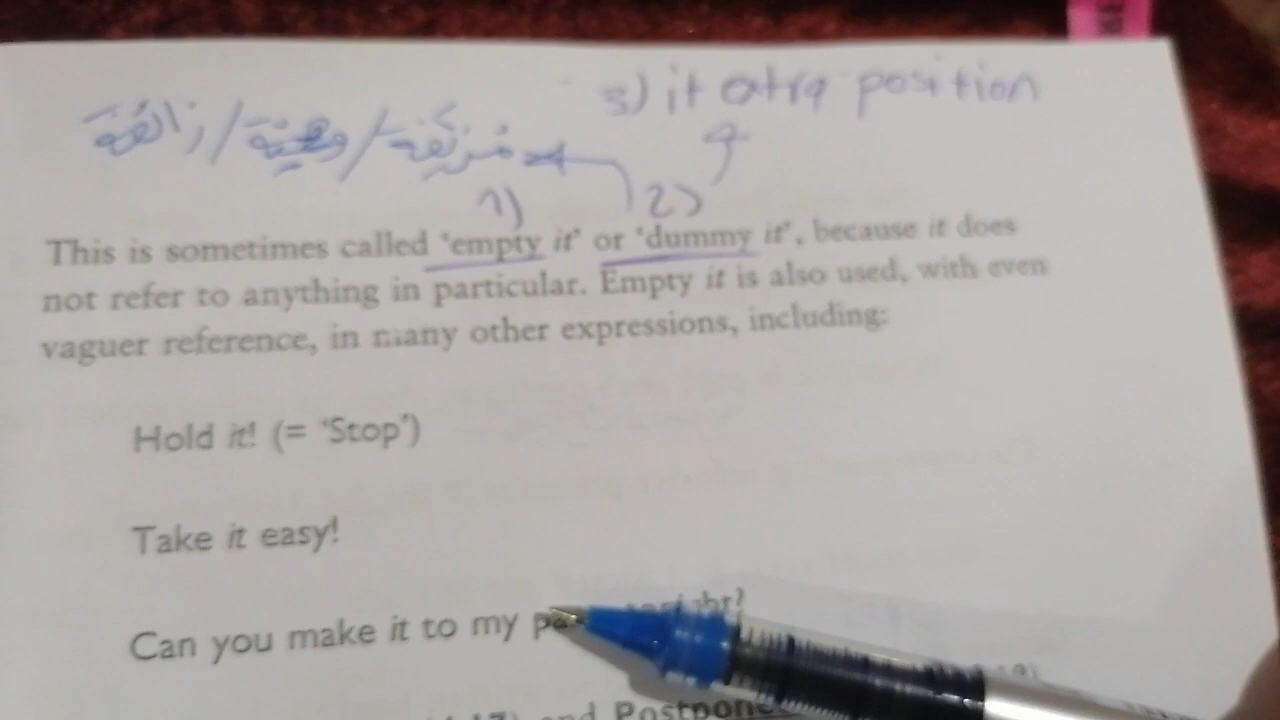 3) it atra position
مزيفة / وهمية / زائفة
1) 2)
This is sometimes called ‘empty it’ or ‘dummy it’, because it does
not refer to anything in particular. Empty it is also used, with even
vaguer reference, in many other expressions, including:
Hold it! (= ‘Stop’)
Take it easy!
Can you make it to my
and Postpone